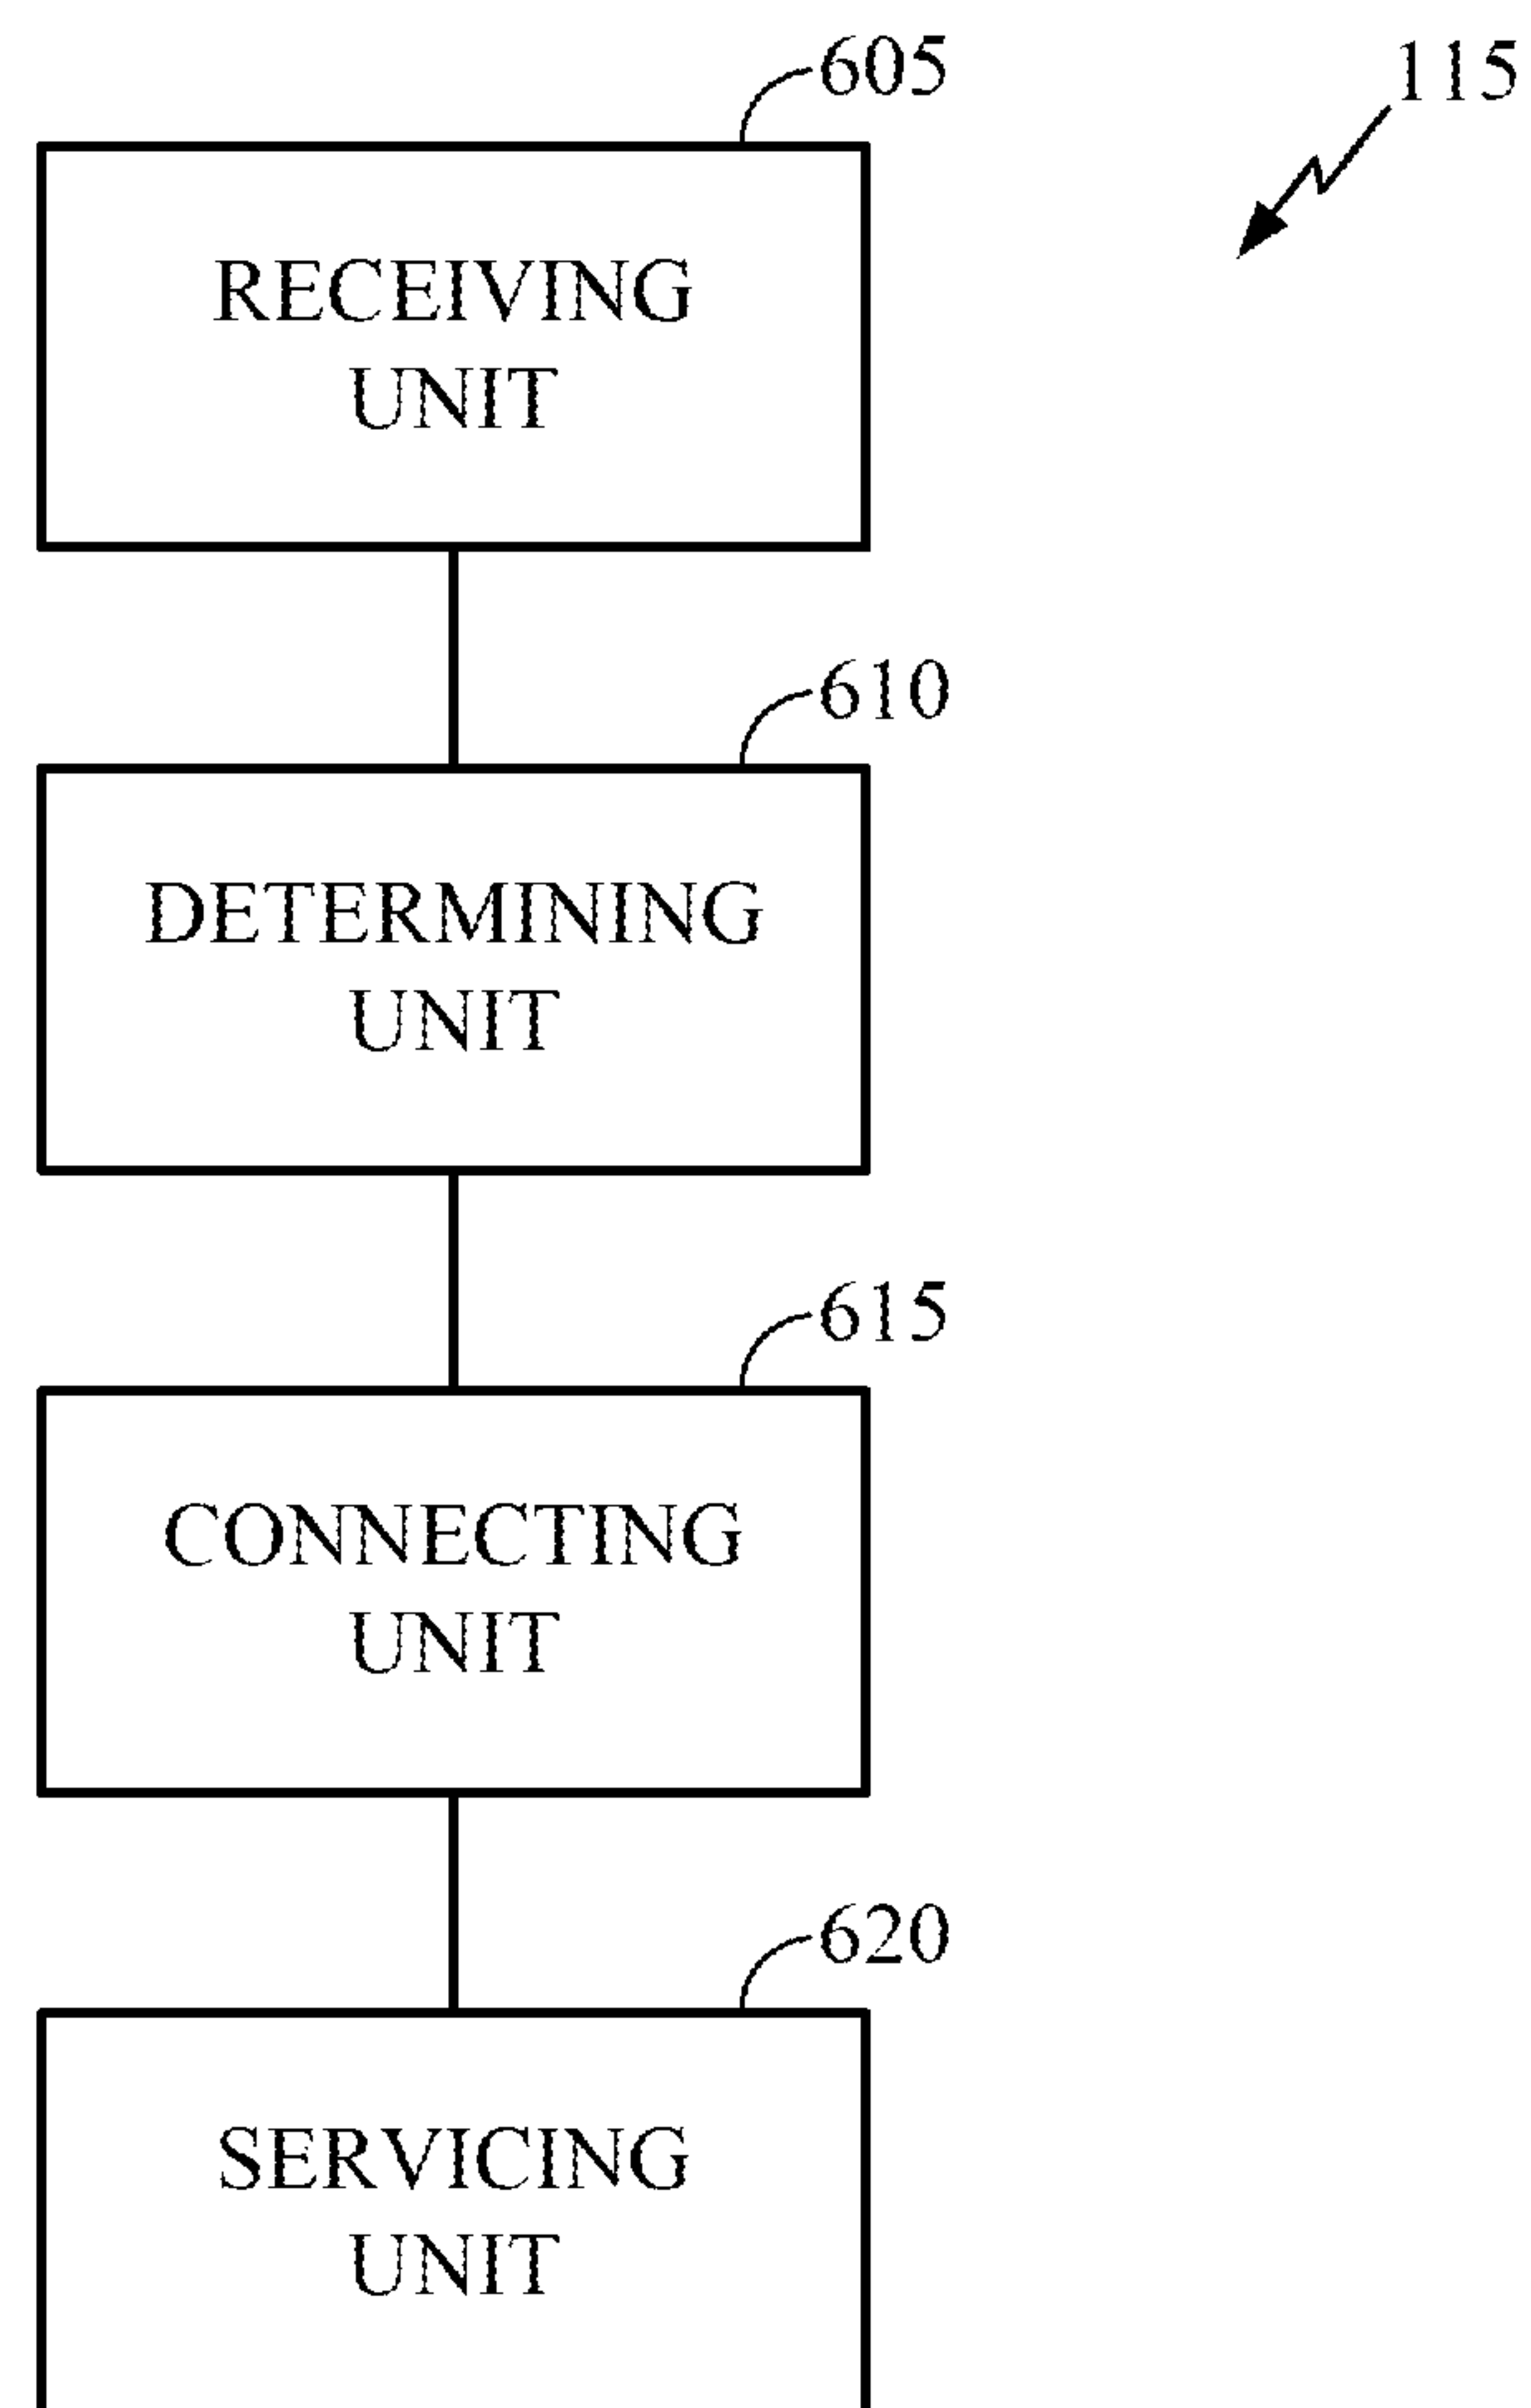 605
115
RECEIVING
UNIT
610
DETERMINING
UNIT
615
CONNECTING
UNIT
620
SERVICING
UNIT